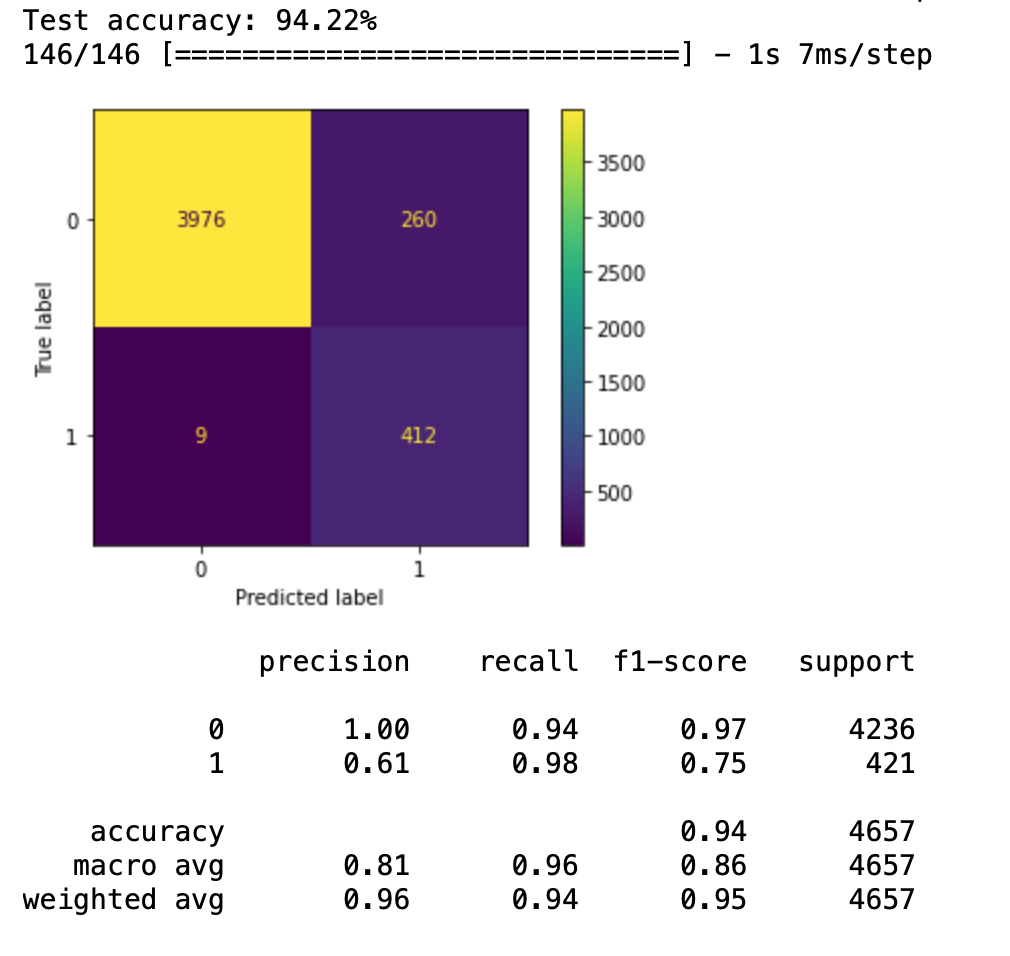 Test accuracy: 94.22%
146/146 [==============================] - 1s 7ms/step
3500
3000
2500
2000
1500
1000
500
True label
0
3976 260
1
9 412
0 1
Predicted label
precision recall f1-score support
0 1.00 0.94 0.97 4236
1 0.61 0.98 0.75 421
accuracy 0.94 4657
macro avg 0.81 0.96 0.86 4657
weighted avg 0.96 0.94 0.95 4657